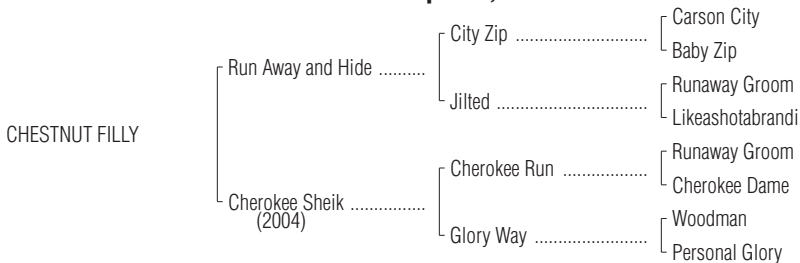 Carson City
City Zip ............................
Baby Zip
Run Away and Hide ..........
Runaway Groom
Jilted ................................
Likeashotabrandi
CHESTNUT FILLY
Runaway Groom
Cherokee Run ..................
Cherokee Dame
Cherokee Sheik ................
(2004)
Woodman
Glory Way ........................
Personal Glory